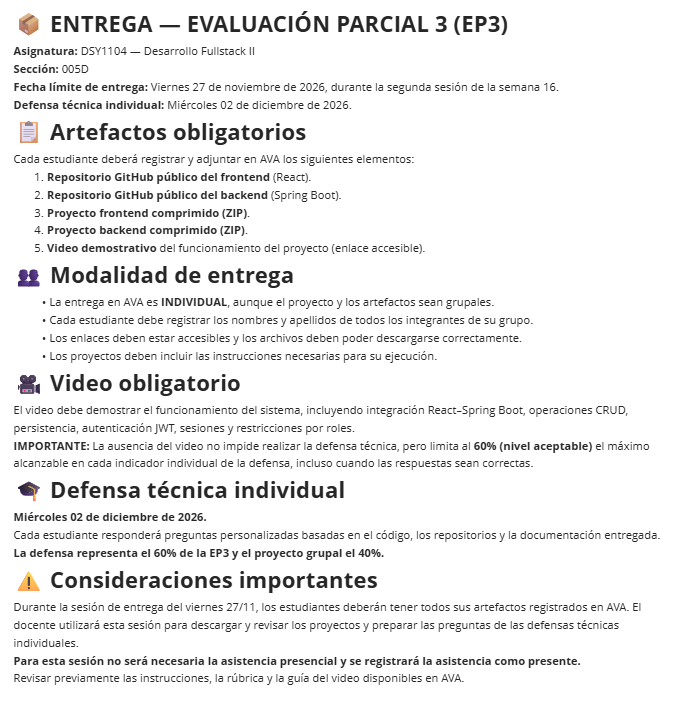 ENTREGA — EVALUACIÓN PARCIAL 3 (EP3)
Asignatura: DSY1104 — Desarrollo Fullstack II
Sección: 005D
Fecha límite de entrega: Viernes 27 de noviembre de 2026, durante la segunda sesión de la semana 16.
Defensa técnica individual: Miércoles 02 de diciembre de 2026.
Artefactos obligatorios
Cada estudiante deberá registrar y adjuntar en AVA los siguientes elementos:
1. Repositorio GitHub público del frontend (React).
2. Repositorio GitHub público del backend (Spring Boot).
3. Proyecto frontend comprimido (ZIP).
4. Proyecto backend comprimido (ZIP).
5. Video demostrativo del funcionamiento del proyecto (enlace accesible).
Modalidad de entrega
• La entrega en AVA es INDIVIDUAL, aunque el proyecto y los artefactos sean grupales.
• Cada estudiante debe registrar los nombres y apellidos de todos los integrantes de su grupo.
• Los enlaces deben estar accesibles y los archivos deben poder descargarse correctamente.
• Los proyectos deben incluir las instrucciones necesarias para su ejecución.
Video obligatorio
El video debe demostrar el funcionamiento del sistema, incluyendo integración React–Spring Boot, operaciones CRUD,
persistencia, autenticación JWT, sesiones y restricciones por roles.
IMPORTANTE: La ausencia del video no impide realizar la defensa técnica, pero limita al 60% (nivel aceptable) el máximo
alcanzable en cada indicador individual de la defensa, incluso cuando las respuestas sean correctas.
Defensa técnica individual
Miércoles 02 de diciembre de 2026.
Cada estudiante responderá preguntas personalizadas basadas en el código, los repositorios y la documentación entregada.
La defensa representa el 60% de la EP3 y el proyecto grupal el 40%.
Consideraciones importantes
Durante la sesión de entrega del viernes 27/11, los estudiantes deberán tener todos sus artefactos registrados en AVA. El
docente utilizará esta sesión para descargar y revisar los proyectos y preparar las preguntas de las defensas técnicas
individuales.
Para esta sesión no será necesaria la asistencia presencial y se registrará la asistencia como presente.
Revisar previamente las instrucciones, la rúbrica y la guía del video disponibles en AVA.